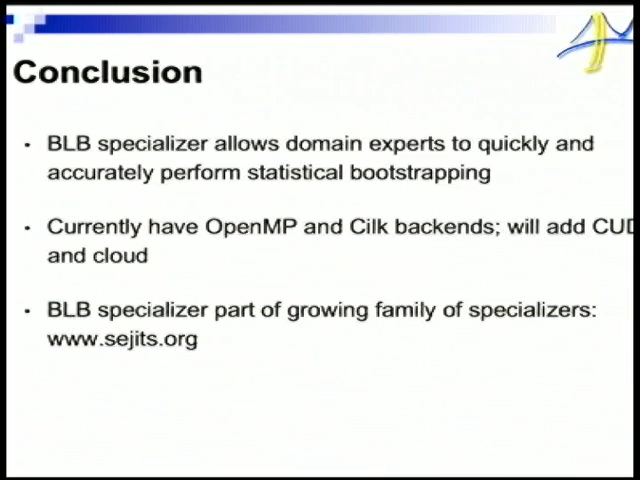 Conclusion
• BLB specializer allows domain experts to quickly and
accurately perform statistical bootstrapping
• Currently have OpenMP and Cilk backends; will add
and cloud
• BLB specializer part of growing family of specializers:
www.sejits.org